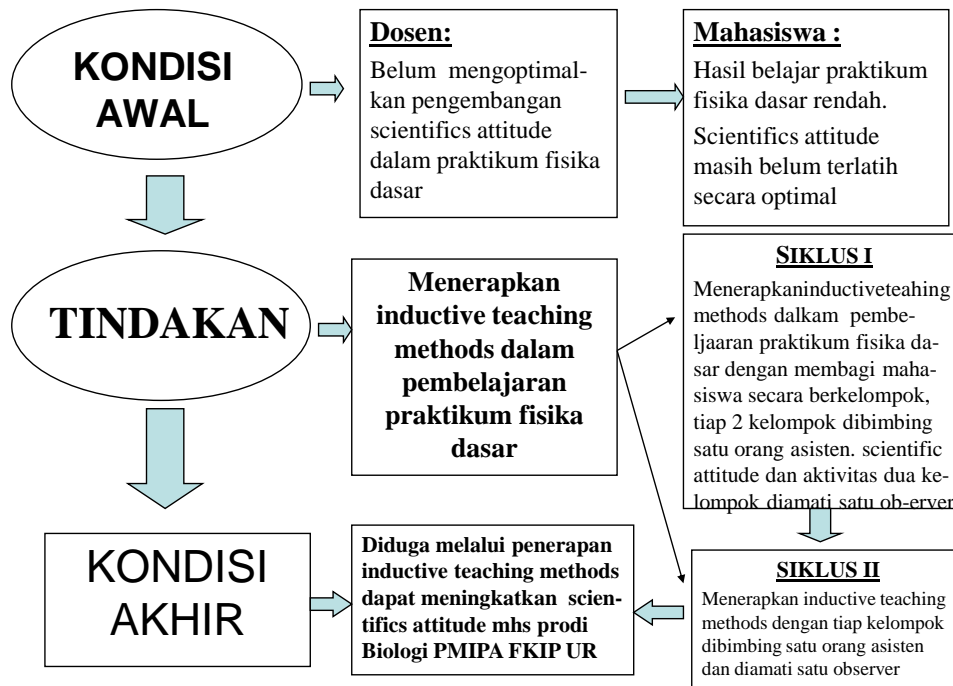 KONDISI
AWAL
Dosen:
Belum mengoptimal-
kan pengembangan
scientifics attitude
dalam praktikum fisika
dasar
Mahasiswa :
Hasil belajar praktikum
fisika dasar rendah.
Scientifics attitude
masih belum terlatih
secara optimal
TINDAKAN
Menerapkan
inductive teaching
methods dalam
pembelajaran
praktikum fisika
dasar
SIKLUS I
Menerapkaninductiveteahing
methods dalkam pembe-
ljaaran praktikum fisika da-
sar dengan membagi maha-
siswa secara berkelompok,
tiap 2 kelompok dibimbing
satu orang asisten. scientific
attitude dan aktivitas dua ke-
lompok diamati satu ob-erver
KONDISI
AKHIR
Diduga melalui penerapan
inductive teaching methods
dapat meningkatkan scien-
tifics attitude mhs prodi
Biologi PMIPA FKIP UR
SIKLUS II
Menerapkan inductive teaching
methods dengan tiap kelompok
dibimbing satu orang asisten
dan diamati satu observer